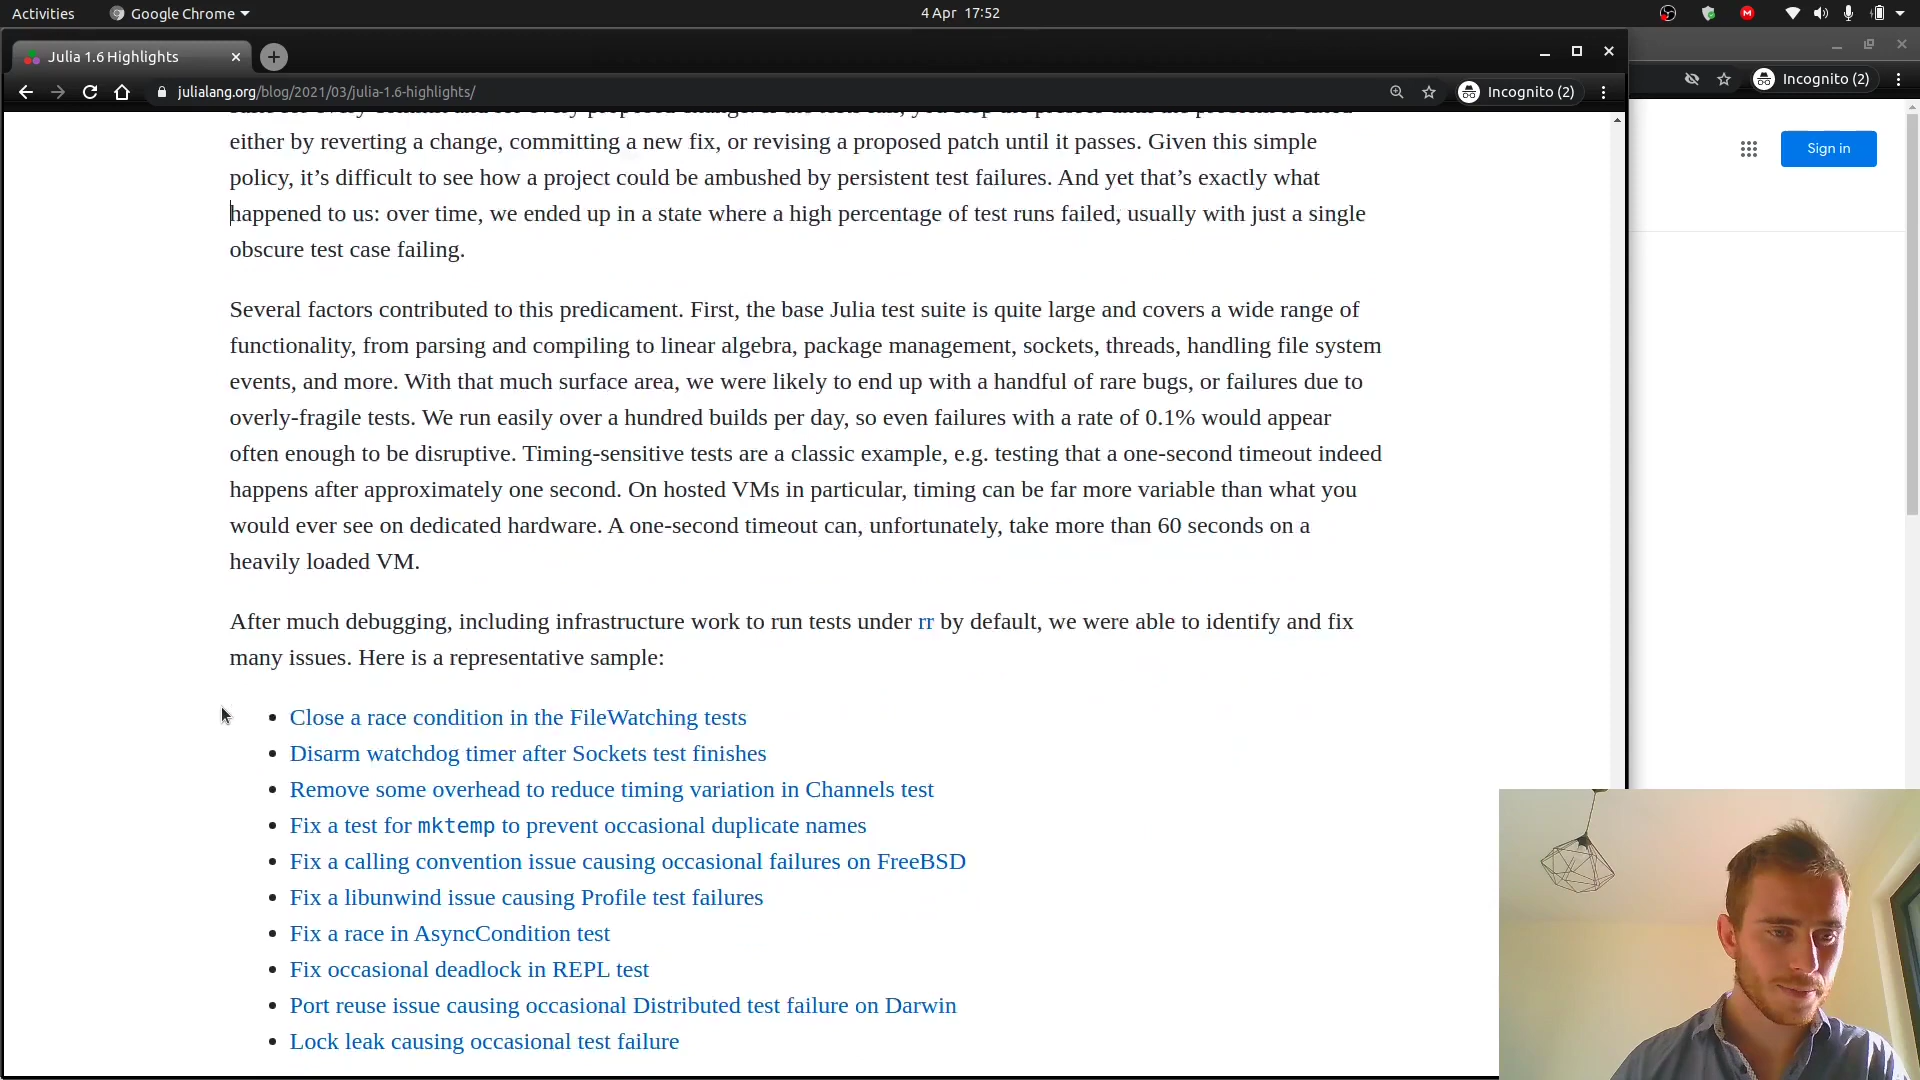 Activities
Google Chrome
4 Apr 17:52
Julia 1.6 Highlights
julialang.org/blog/2021/03/julia-1.6-highlights/
Incognito (2)
Incognito (2)
Sign in
either by reverting a change, committing a new fix, or revising a proposed patch until it passes. Given this simple
policy, it’s difficult to see how a project could be ambushed by persistent test failures. And yet that’s exactly what
happened to us: over time, we ended up in a state where a high percentage of test runs failed, usually with just a single
obscure test case failing.
Several factors contributed to this predicament. First, the base Julia test suite is quite large and covers a wide range of
functionality, from parsing and compiling to linear algebra, package management, sockets, threads, handling file system
events, and more. With that much surface area, we were likely to end up with a handful of rare bugs, or failures due to
overly-fragile tests. We run easily over a hundred builds per day, so even failures with a rate of 0.1% would appear
often enough to be disruptive. Timing-sensitive tests are a classic example, e.g. testing that a one-second timeout indeed
happens after approximately one second. On hosted VMs in particular, timing can be far more variable than what you
would ever see on dedicated hardware. A one-second timeout can, unfortunately, take more than 60 seconds on a
heavily loaded VM.
After much debugging, including infrastructure work to run tests under rr by default, we were able to identify and fix
many issues. Here is a representative sample:
• Close a race condition in the FileWatching tests
• Disarm watchdog timer after Sockets test finishes
• Remove some overhead to reduce timing variation in Channels test
• Fix a test for mktemp to prevent occasional duplicate names
• Fix a calling convention issue causing occasional failures on FreeBSD
• Fix a libunwind issue causing Profile test failures
• Fix a race in AsyncCondition test
• Fix occasional deadlock in REPL test
• Port reuse issue causing occasional Distributed test failure on Darwin
• Lock leak causing occasional test failure